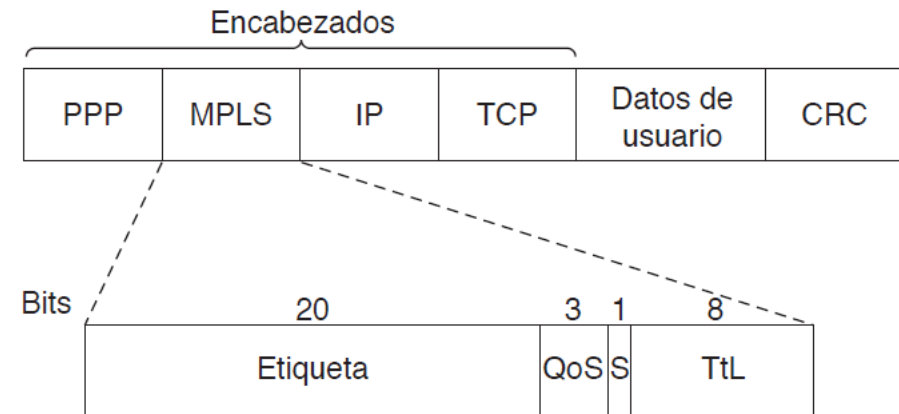 Encabezados
PPP MPLS IP TCP Datos de usuario CRC
Bits 20 3 1 8
Etiqueta QoS S TtL